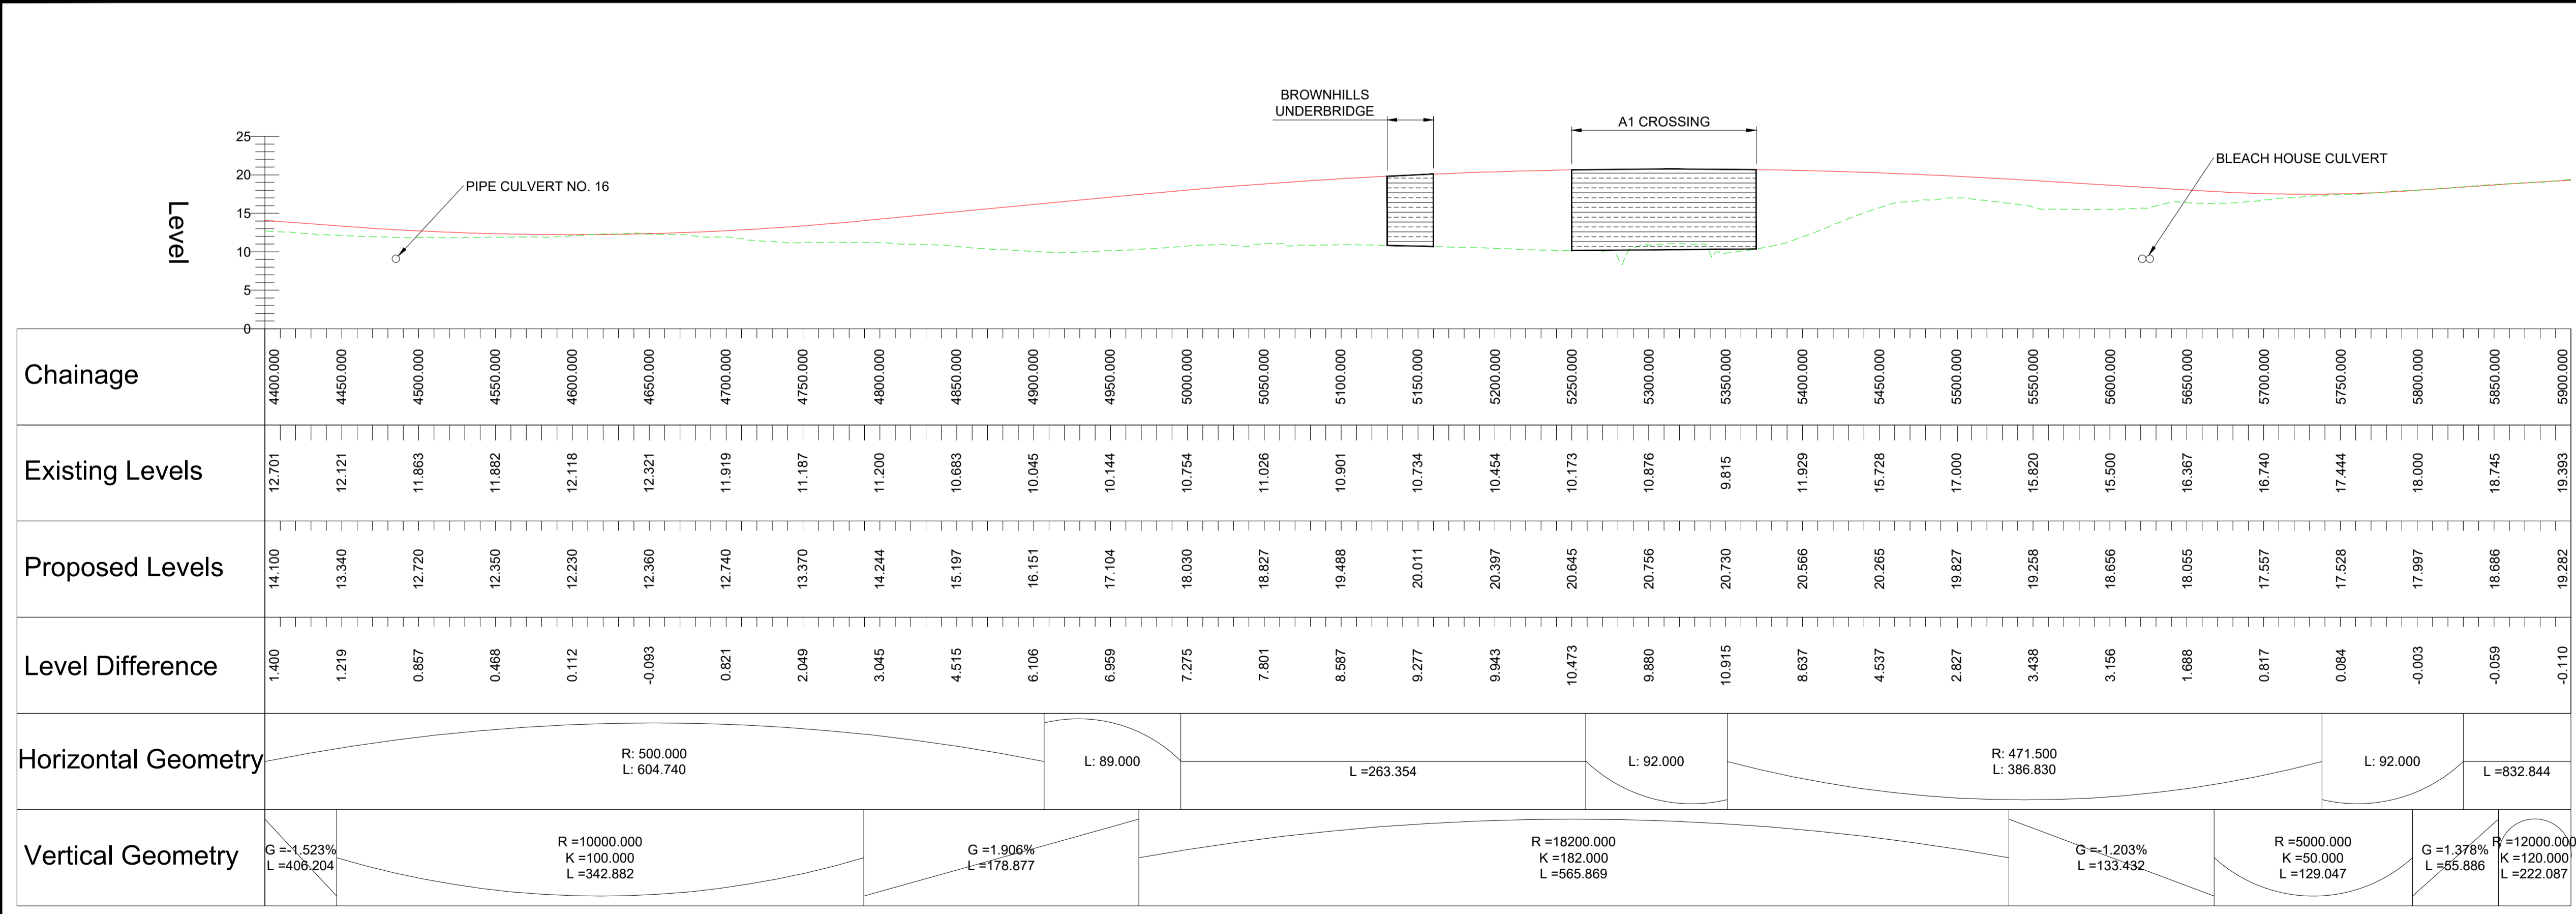 BROWNHILLS
UNDERBRIDGE
A1 CROSSING
PIPE CULVERT NO. 16
BLEACH HOUSE CULVERT
Level
25
20
15
10
5
0
Chainage
4400.000 4450.000 4500.000 4550.000 4600.000 4650.000 4700.000 4750.000 4800.000 4850.000 4900.000 4950.000 5000.000 5050.000 5100.000 5150.000 5200.000 5250.000 5300.000 5350.000 5400.000 5450.000 5500.000 5550.000 5600.000 5650.000 5700.000 5750.000 5800.000 5850.000 5900.000
Existing Levels
12.701 12.121 11.863 11.882 12.118 12.321 11.919 11.187 11.200 10.683 10.045 10.144 10.754 11.026 10.901 10.734 10.454 10.173 10.876 9.815 11.929 15.728 17.000 15.820 15.500 16.367 16.740 17.444 18.000 18.745 19.393
Proposed Levels
14.100 13.340 12.720 12.350 12.230 12.360 12.740 13.370 14.244 15.197 16.151 17.104 18.030 18.827 19.488 20.011 20.397 20.645 20.756 20.730 20.566 20.265 19.827 19.258 18.656 18.055 17.557 17.528 17.997 18.686 19.282
Level Difference
1.400 1.219 0.857 0.468 0.112 -0.093 0.821 2.049 3.045 4.515 6.106 6.959 7.275 7.801 8.587 9.277 9.943 10.473 9.880 10.915 8.637 4.537 2.827 3.438 3.156 1.688 0.817 0.084 -0.003 -0.059 -0.110
Horizontal Geometry
R: 500.000
L: 604.740
L: 89.000
L =263.354
L: 92.000
R: 471.500
L: 386.830
L: 92.000
L =832.844
Vertical Geometry
G =-1.523%
L =406.204
R =10000.000
K =100.000
L =342.882
G =1.906%
L =178.877
R =18200.000
K =182.000
L =565.869
G =-1.203%
L =133.432
R =5000.000
K =50.000
L =129.047
G =1.378%
L =55.886
R =12000.000
K =120.000
L =222.087